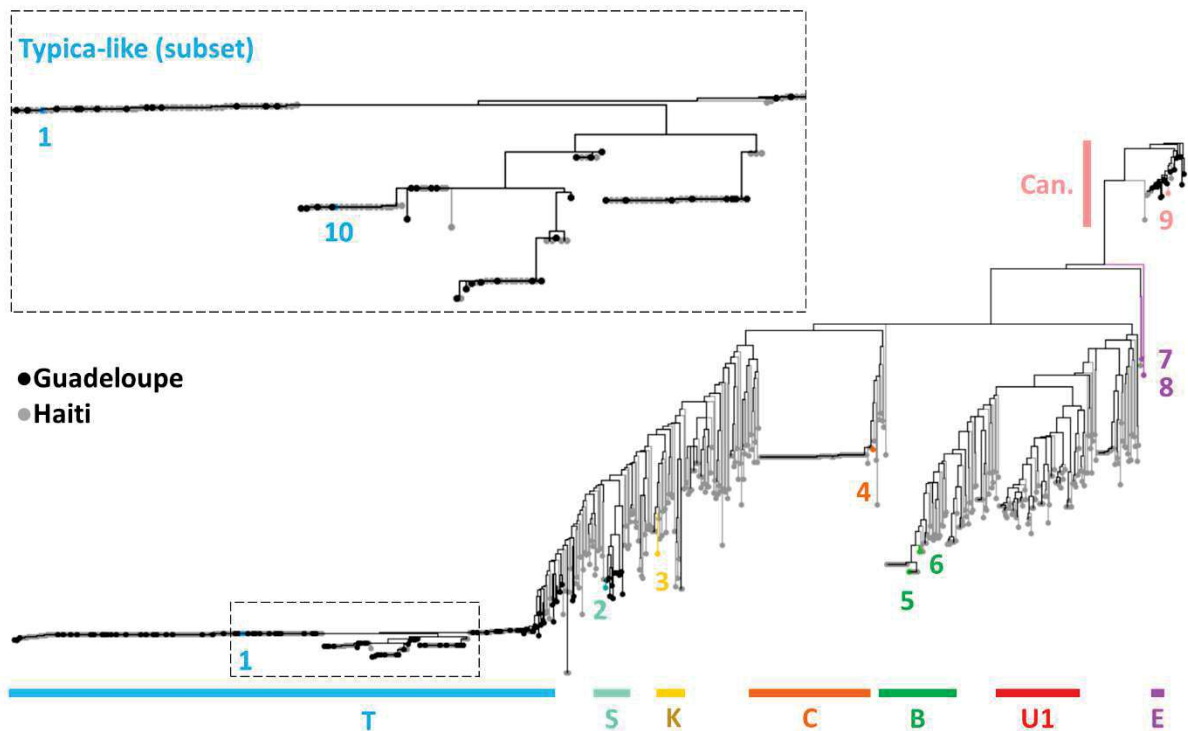 Typica-like (subset)
1
10
Can.
9
Guadeloupe
Haiti
7
8
4
6
3
2
5
1
T
S
K
C
B
U1
E